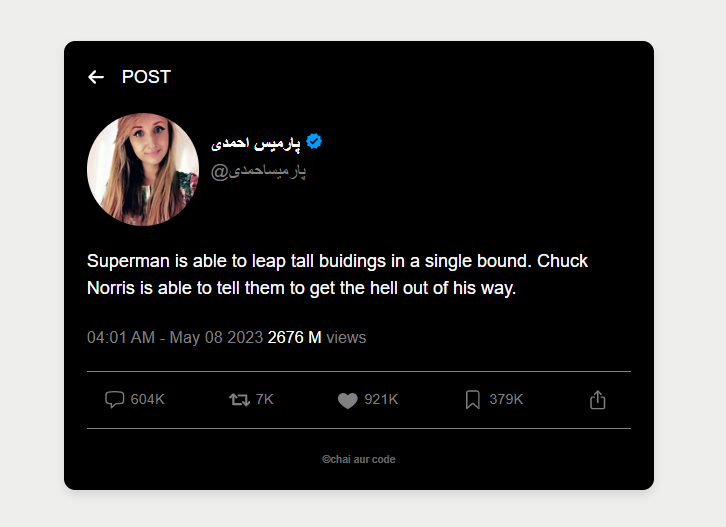 POST
پارمیس احمدی
@پارمیساحمدی
Superman is able to leap tall buidings in a single bound. Chuck
Norris is able to tell them to get the hell out of his way.
04:01 AM - May 08 2023 2676 M views
604K 7K 921K 379K
©chai aur code